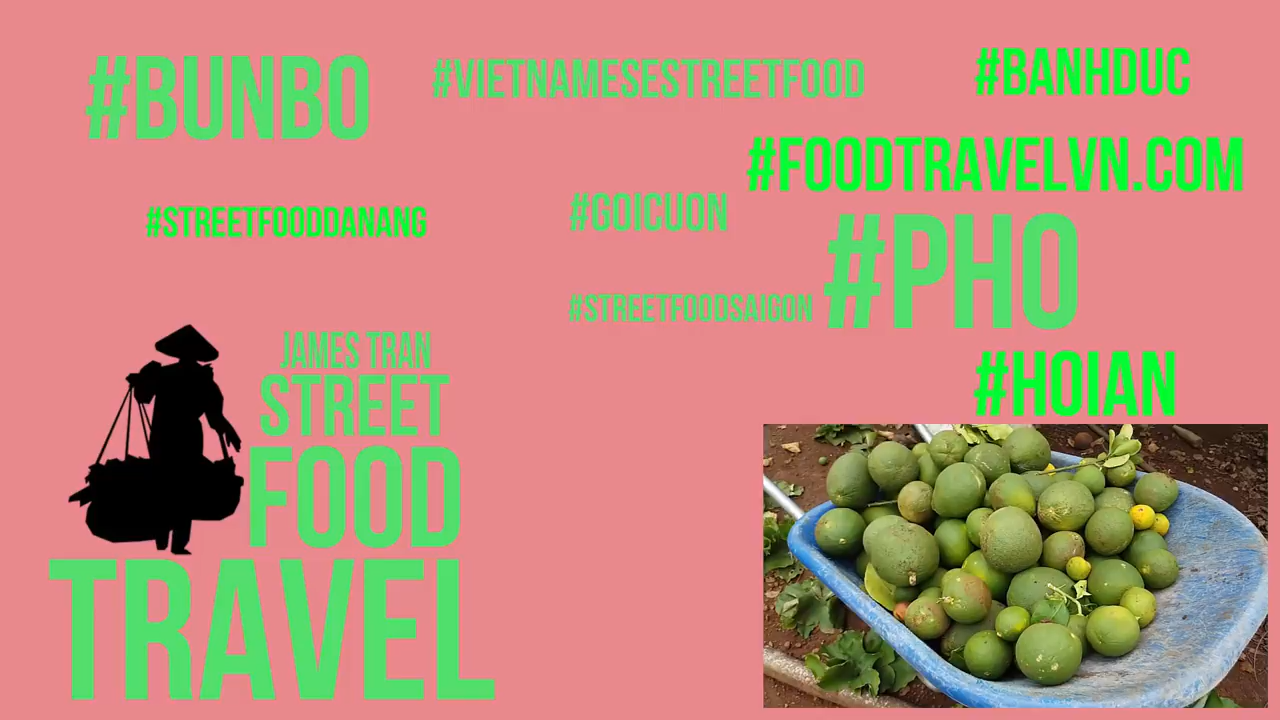 #BUNBO
#VIETNAMESESTREETFOOD
#BANHDUC
#FOODTRAVELVN.COM
#STREETFOODDANANG
#GOICUON
#PHO
#STREETFOODSAIGON
#HOIAN
JAMES TRAN
STREET
FOOD
TRAVEL